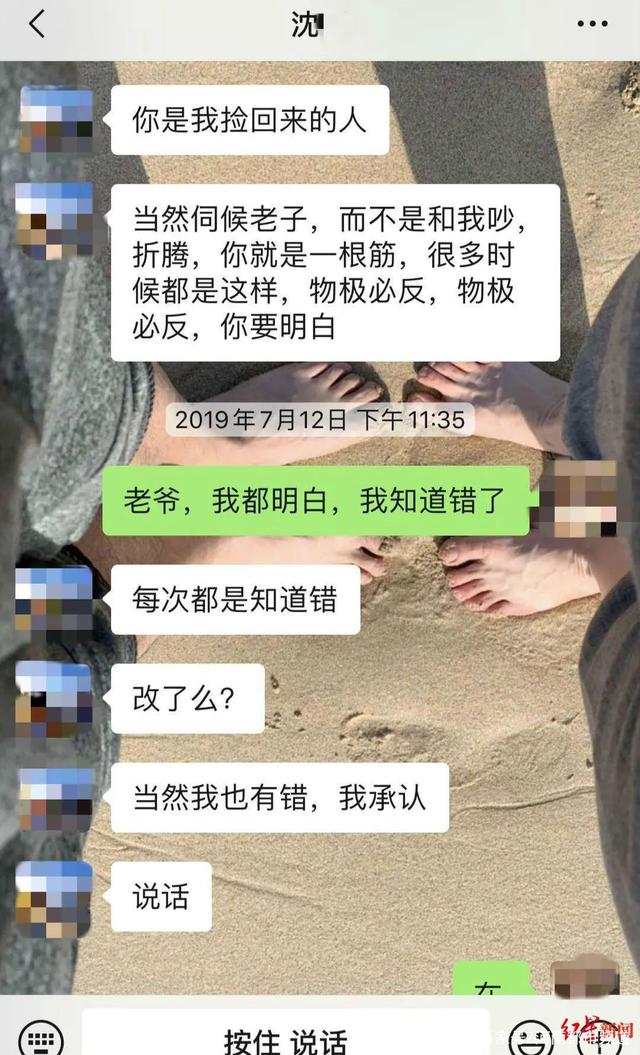 沈
你是我捡回来的人
当然伺候老子，而不是和我吵，
折腾，你就是一根筋，很多时
候都是这样，物极必反，物极
必反，你要明白
2019年7月12日 下午11:35
老爷，我都明白，我知道错了
每次都是知道错
改了么？
当然我也有错，我承认
说话
在
按住 说话
红星新闻